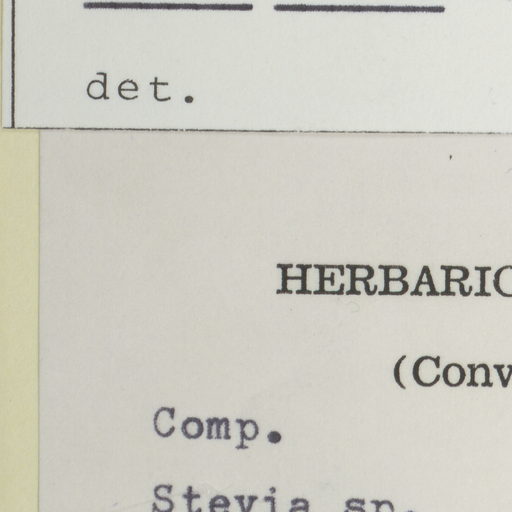 det.
HERBARIO
(Conv
Comp.
Stevia sp.